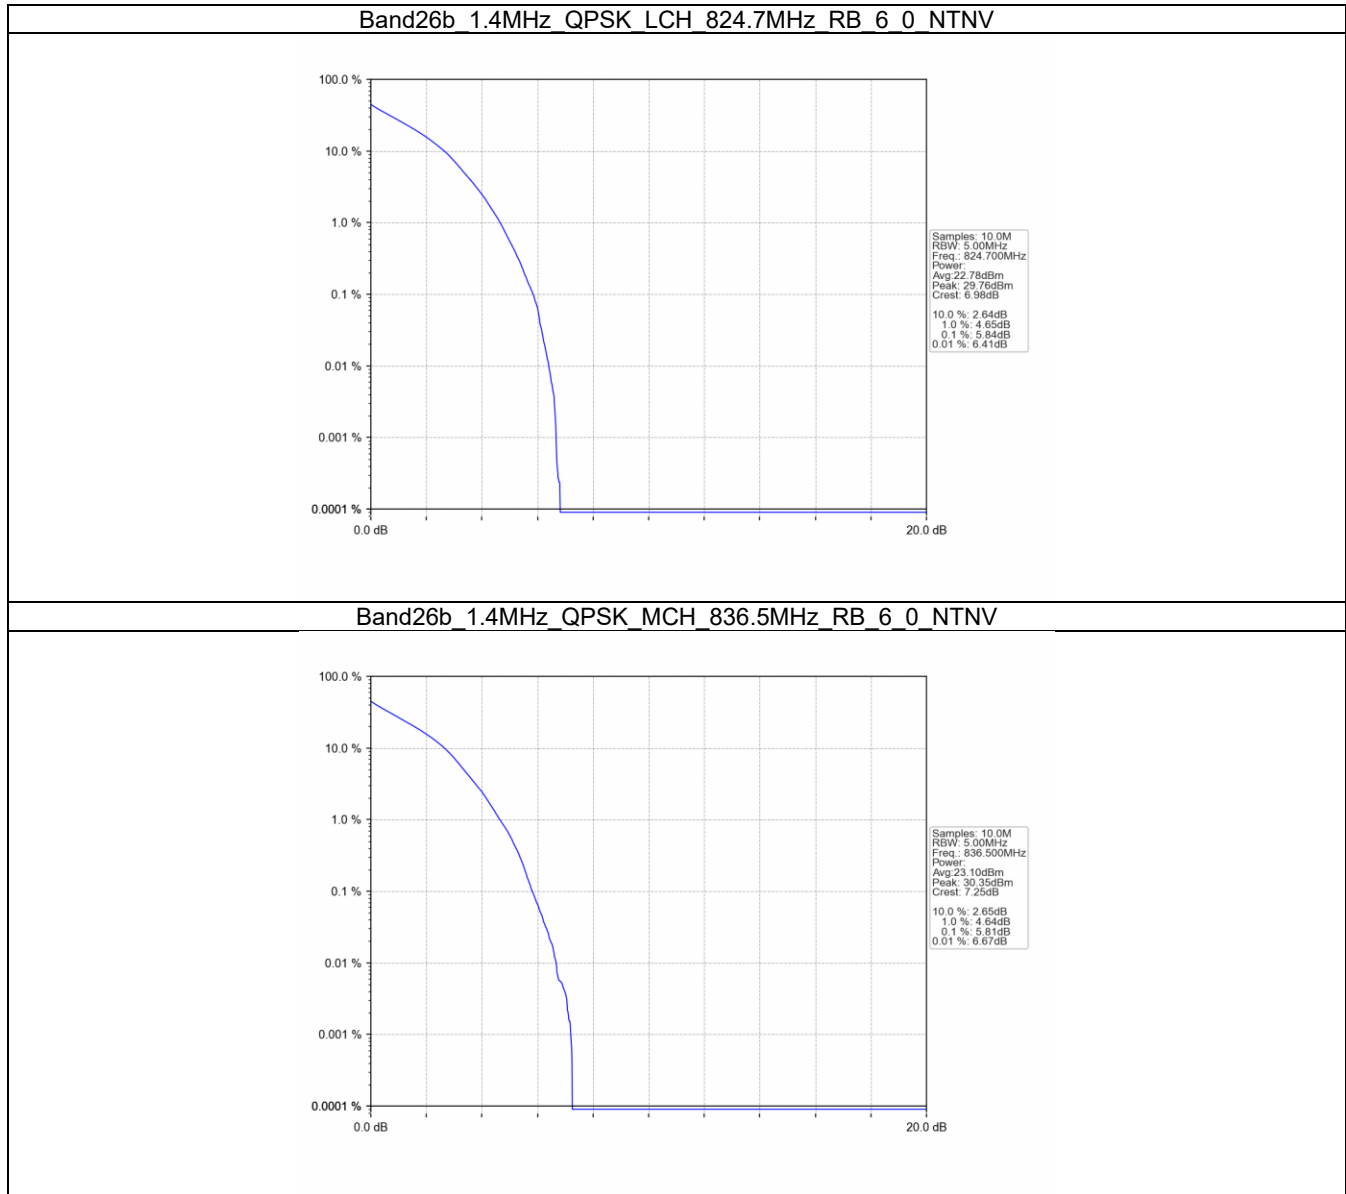 Band26b_1.4MHz_QPSK_LCH_824.7MHz_RB_6_0_NTNV
100.0 %
10.0 %
1.0 %
0.1 %
0.01 %
0.001 %
0.0001 %
0.0 dB
20.0 dB
Samples: 10.0M
RBW: 5.00MHz
Freq.: 824.700MHz
Power:
Avg:22.78dBm
Peak: 29.76dBm
Crest: 6.98dB
10.0 %: 2.64dB
1.0 %: 4.65dB
0.1 %: 5.84dB
0.01 %: 6.41dB
Band26b_1.4MHz_QPSK_MCH_836.5MHz_RB_6_0_NTNV
100.0 %
10.0 %
1.0 %
0.1 %
0.01 %
0.001 %
0.0001 %
0.0 dB
20.0 dB
Samples: 10.0M
RBW: 5.00MHz
Freq.: 836.500MHz
Power:
Avg:23.10dBm
Peak: 30.35dBm
Crest: 7.25dB
10.0 %: 2.65dB
1.0 %: 4.64dB
0.1 %: 5.81dB
0.01 %: 6.67dB